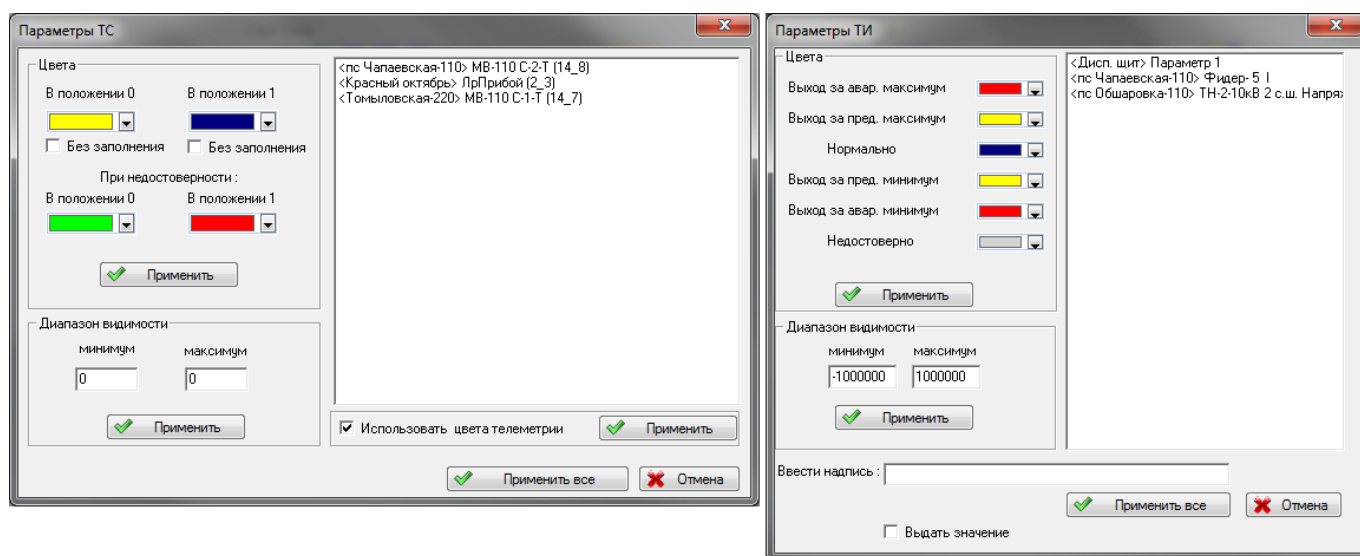 Параметры ТС
Цвета
В положении 0 В положении 1
Без заполнения Без заполнения
При недостоверности :
В положении 0 В положении 1
Применить
Диапазон видимости
минимум максимум
0 0
Применить
<пс Чапаевская-110> МВ-110 С-2-Т (14_8)
<Красный октябрь> ЛрПрибой (2_3)
<Томыловская-220> МВ-110 С-1-Т (14_7)
Использовать цвета телеметрии Применить
Применить все Отмена
Параметры ТИ
Цвета
Выход за авар. максимум
Выход за пред. максимум
Нормально
Выход за пред. минимум
Выход за авар. минимум
Недостоверно
Применить
Диапазон видимости
минимум максимум
-1000000 1000000
Применить
<Дисп. щит> Параметр 1
<пс Чапаевская-110> Фидер- 5 I
<пс Обшаровка-110> ТН-2-10кВ 2 с.ш. Напря
Ввести надпись :
Применить все Отмена
Выдать значение